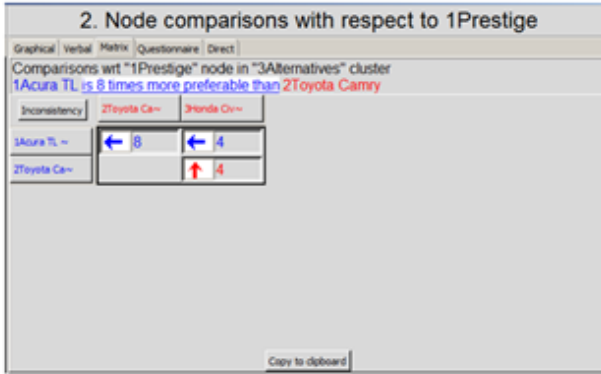 2. Node comparisons with respect to 1Prestige
Graphical Verbal Matrix Questionnaire Direct
Comparisons wrt "1Prestige" node in "3Alternatives" cluster
1Acura TL is 8 times more preferable than 2Toyota Camry
Inconsistency 2Toyota Ca~ 3Honda Civ~
1Acura TL ~ 8 4
2Toyota Ca~ 4
Copy to clipboard